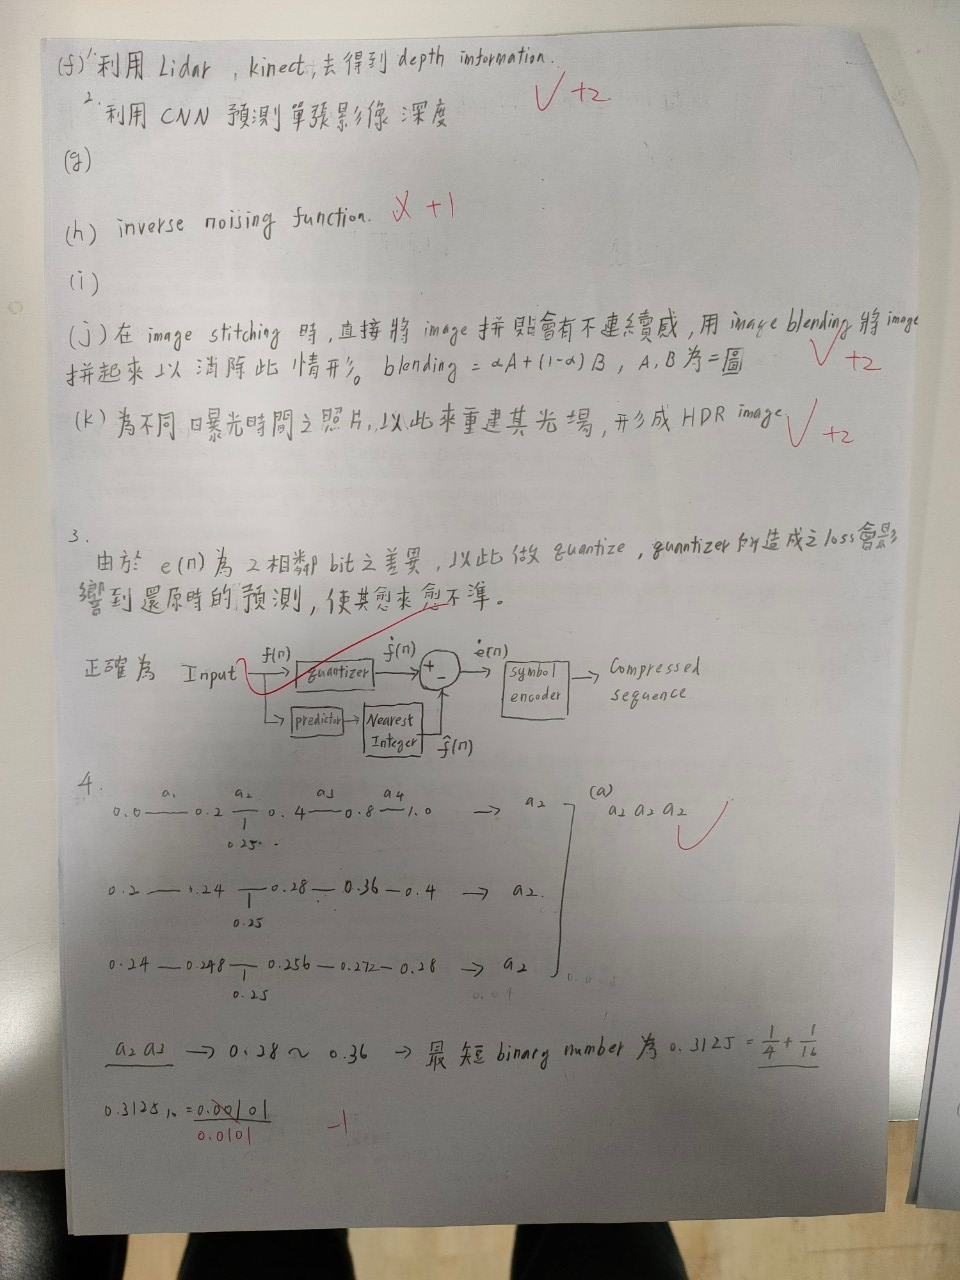 (f) 1. 利用 Lidar , kinect, 去得到 depth imformation. ✓ +2
2. 利用 CNN 預測單張影像深度
(g)
(h) inverse noising function. X +1
(i)
(j) 在 image stitching 時, 直接將 image 拼貼會有不連續感, 用 image blending 將 image
拼起來以消除此情形。 blending = αA + (1-α) B , A, B 為二圖 ✓ +2
(k) 為不同曝光時間之照片, 以此來重建其光場, 形成 HDR image ✓ +2
3.
由於 e(n) 為 2 相鄰 bit 之差異, 以此做 quantize, quantizer 所造成之 loss 會影
響到還原時的預測, 使其愈來愈不準。
正確為 Input f(n) quantizer ḟ(n) + - ė(n) symbol encoder Compressed sequence
predictor Nearest Integer f̂(n)
4.
a1 a2 a3 a4 (a)
0.0 — 0.2 — 0.4 — 0.8 — 1.0 → a2 a2 a2 a2 ✓
0.25
0.2 — 0.24 — 0.28 — 0.36 — 0.4 → a2
0.25
0.24 — 0.248 — 0.256 — 0.272 — 0.28 → a2
0.25
a2 a3 → 0.28 ~ 0.36 → 最短 binary number 為 0.3125 = 1/4 + 1/16
0.3125₁₀ = 0.00101
0.0101 -1